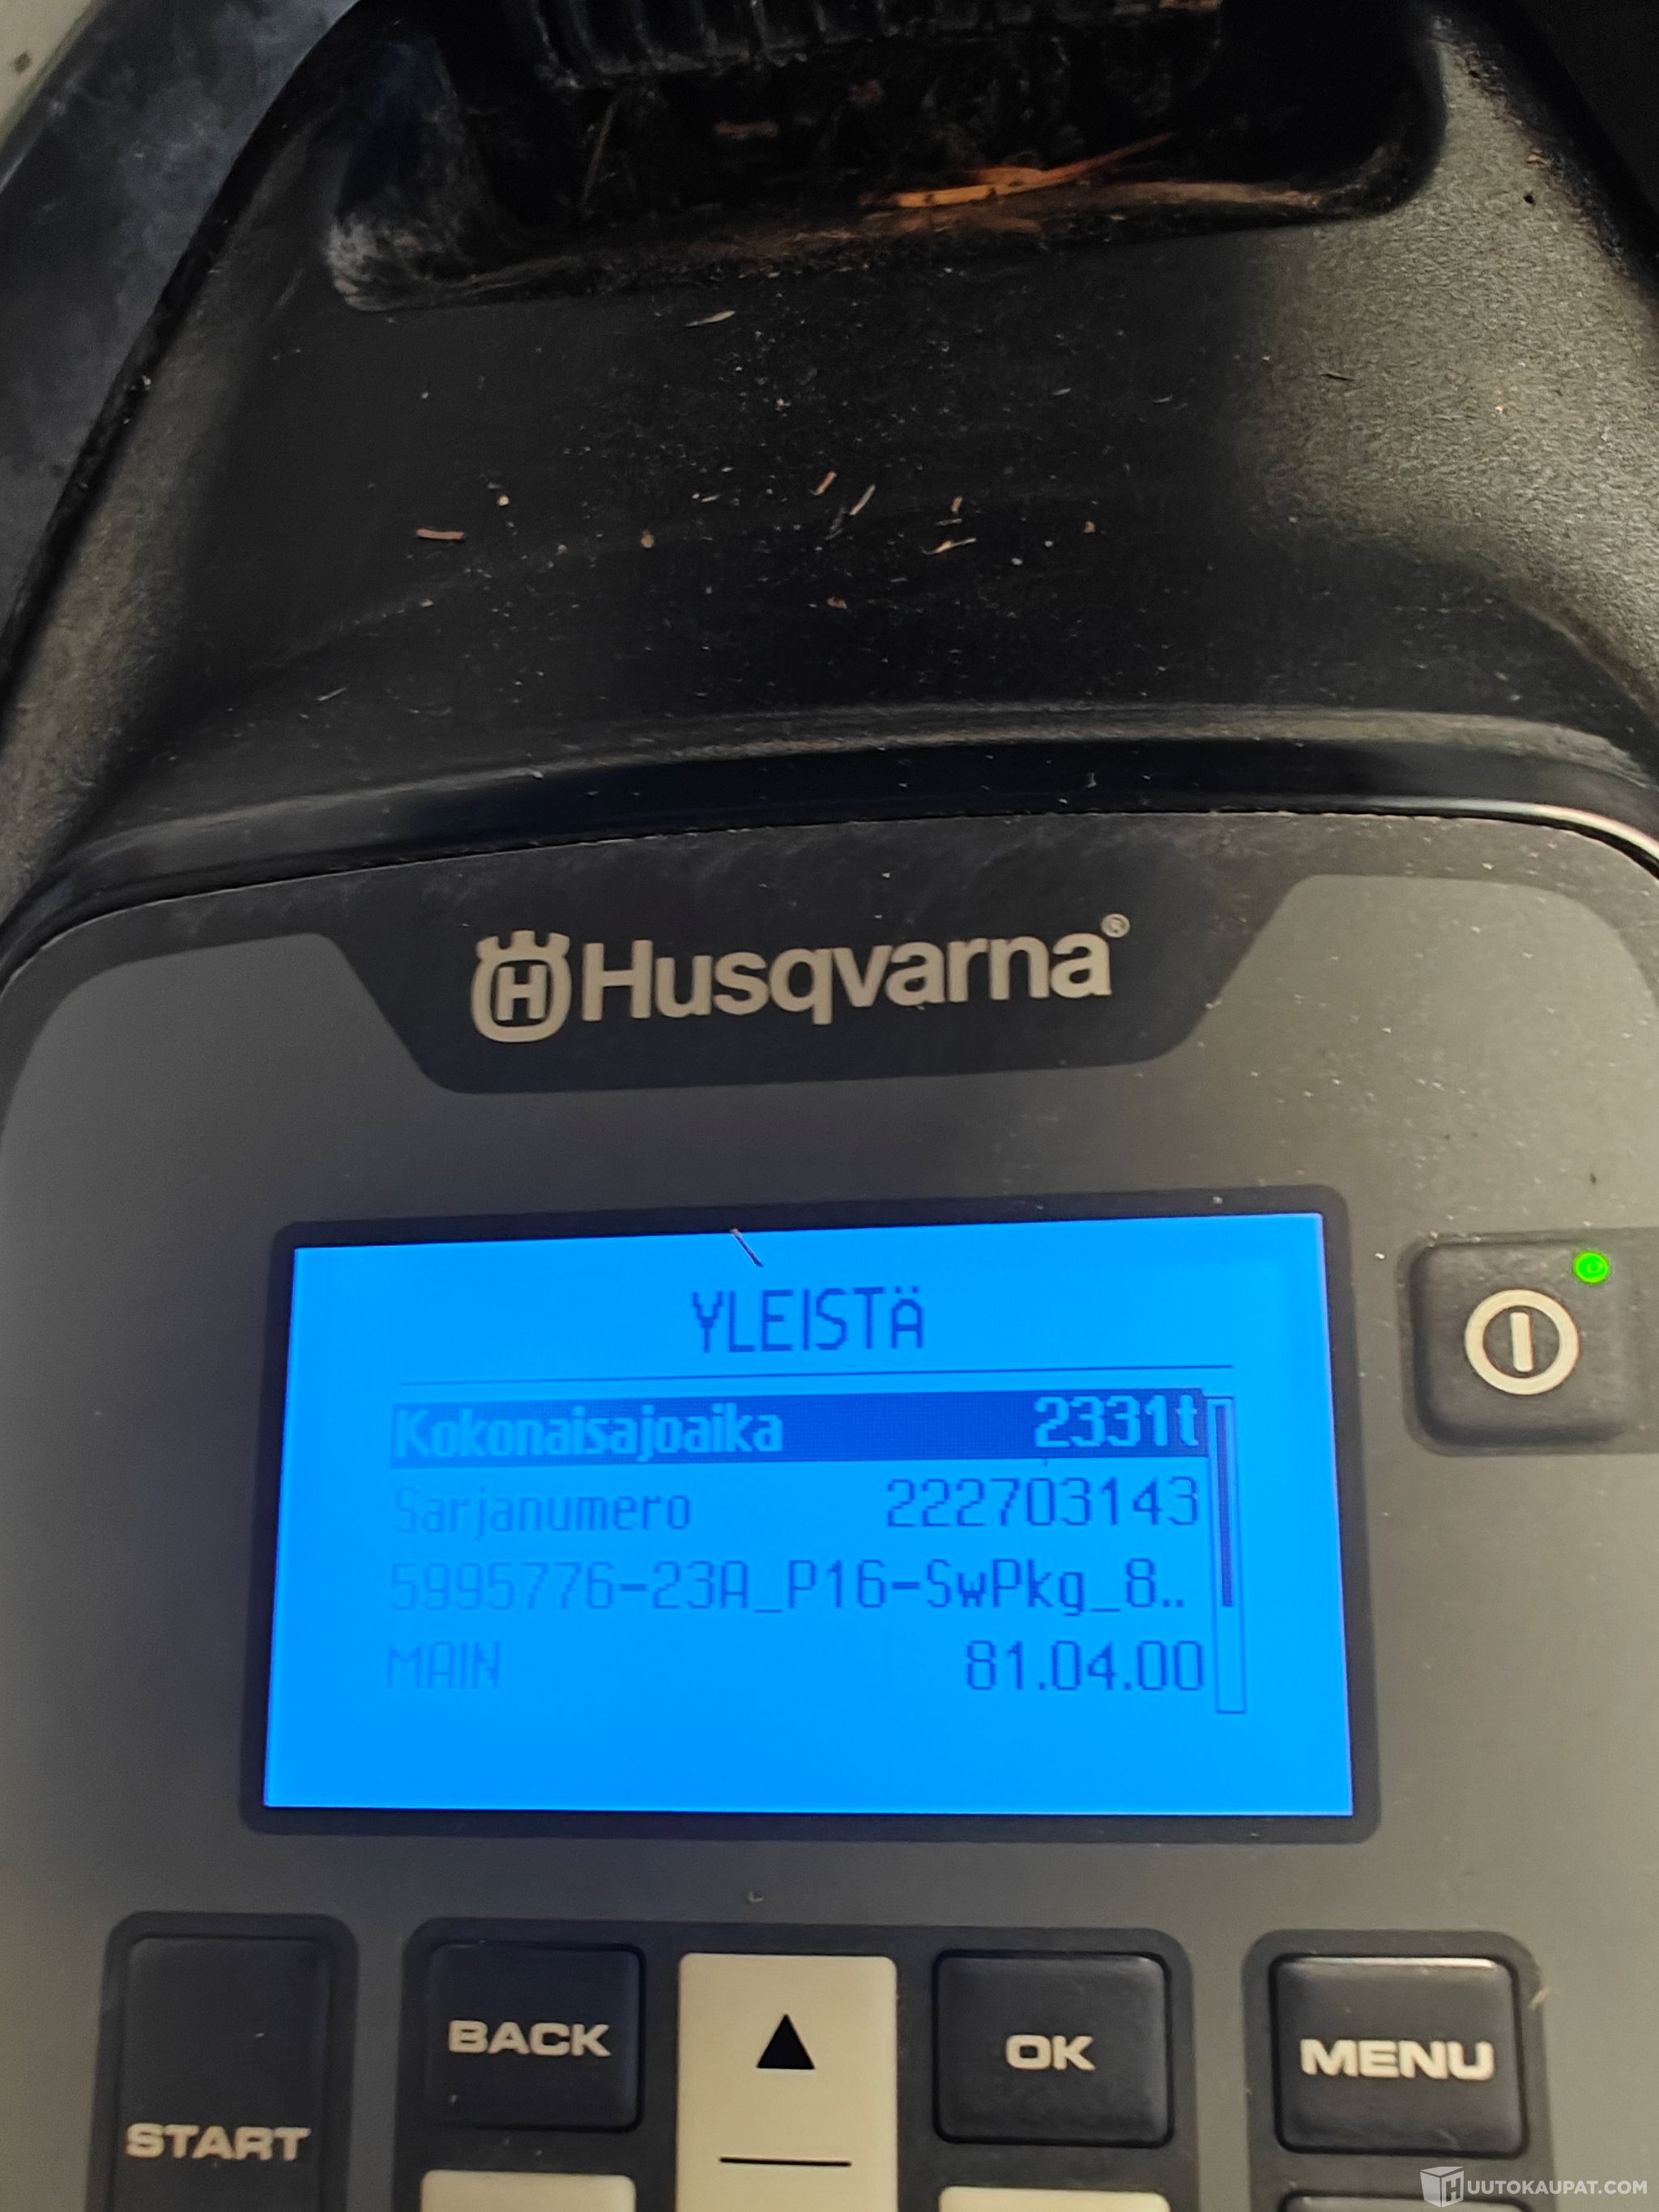 H Husqvarna®
YLEISTÄ
Kokonaisajoaika 2331t
Sarjanumero 222703143
5995776-23A_P16-SwPkg_8..
MAIN 81.04.00
START BACK OK MENU
HUUTOKAUPAT.COM